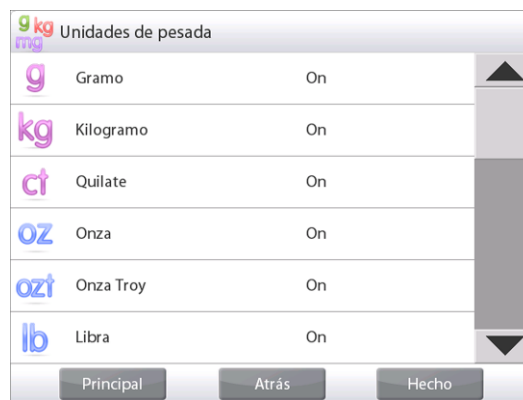 g kg mg Unidades de pesada
g Gramo On
kg Kilogramo On
ct Quilate On
oz Onza On
ozt Onza Troy On
lb Libra On
Principal Atrás Hecho